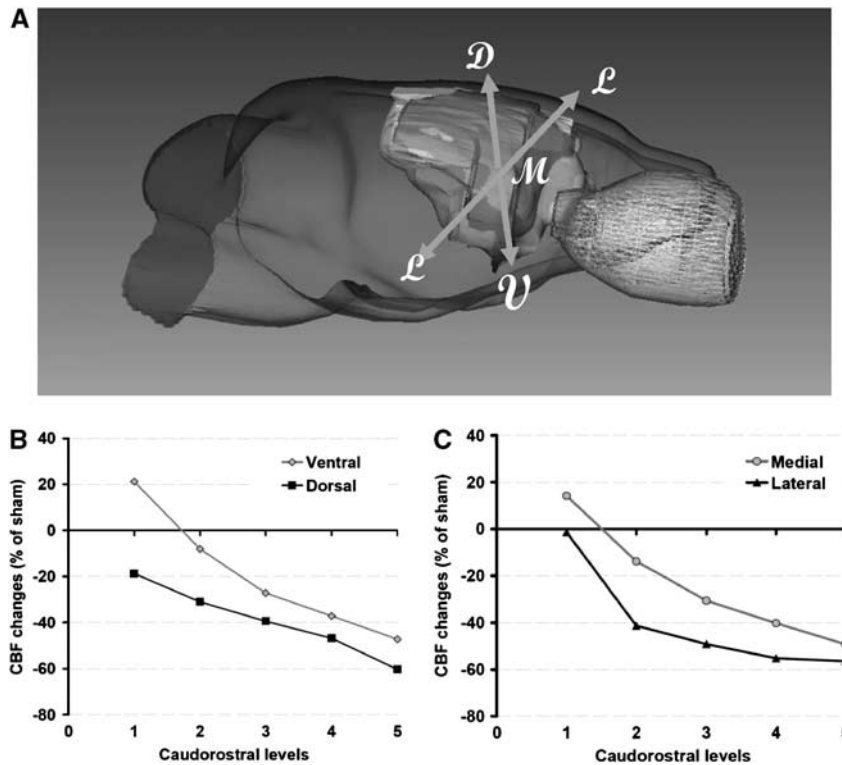 A
D
L
M
L
V
B
40
20
0
-20
-40
-60
-80
CBF changes (% of sham)
Ventral
Dorsal
0 1 2 3 4 5
Caudorostral levels
C
40
20
0
-20
-40
-60
-80
CBF changes (% of sham)
Medial
Lateral
0 1 2 3 4 5
Caudorostral levels